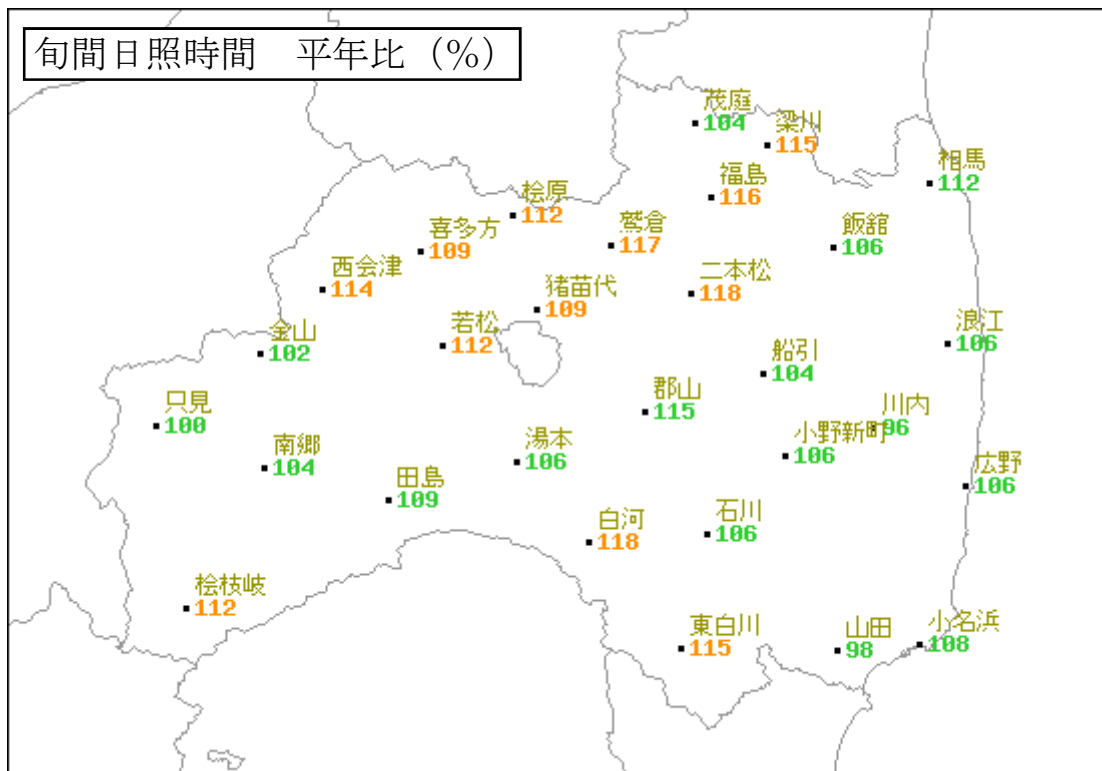 旬間日照時間　平年比（％）
茂庭
104
梁川
115
相馬
112
福島
116
桧原
112
鷲倉
117
飯舘
106
喜多方
109
西会津
114
猪苗代
109
二本松
118
金山
102
若松
112
浪江
106
船引
104
郡山
115
只見
100
川内
96
南郷
104
湯本
106
小野新町
106
田島
109
広野
106
白河
118
石川
106
桧枝岐
112
東白川
115
山田
98
小名浜
108